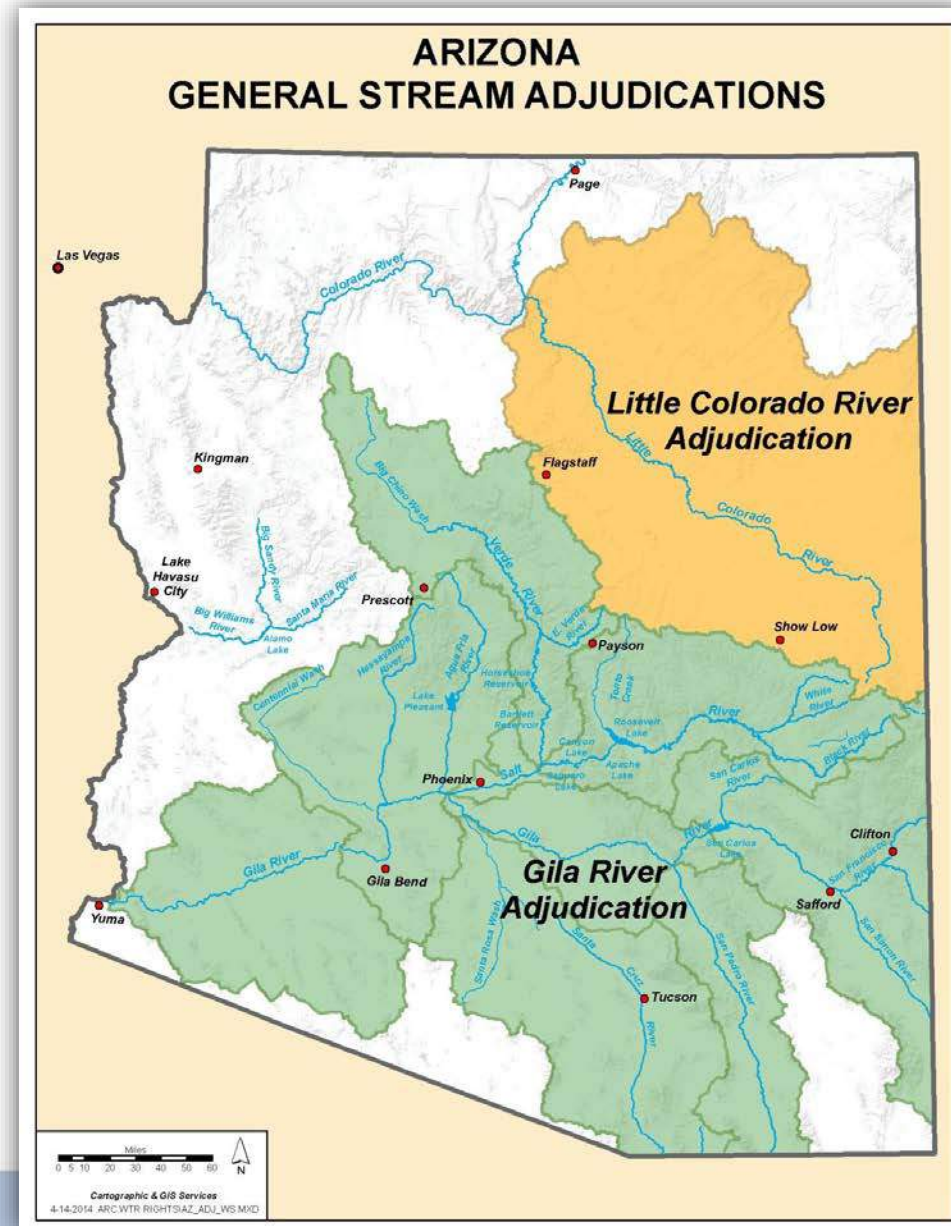 ARIZONA
GENERAL STREAM ADJUDICATIONS
Page
Las Vegas
Colorado River
Little Colorado River
Adjudication
Little
Colorado
River
Kingman
Flagstaff
Big Chino Wash
Verde
River
Big Sandy River
Lake
Havasu
City
Santa Maria River
Big Williams
River
Alamo
Lake
Prescott
E. Verde
River
Payson
Show Low
Hassayampa
River
Agua Fria
River
Centennial Wash
Horseshoe
Reservoir
Tonto
Creek
Lake
Pleasant
Bartlett
Reservoir
Roosevelt
Lake
River
White
River
Black River
Canyon
Lake
Apache
Lake
Saguaro
Lake
Phoenix
Salt
San Carlos
River
Gila
River
San Carlos
Lake
Clifton
San Francisco
River
Gila River
Gila Bend
Gila River
Adjudication
Safford
Yuma
Santa Rosa Wash
Santa
Cruz
River
San Pedro River
San Simon River
Tucson
Miles
0 5 10 20 30 40 50 60
N
Cartographic & GIS Services
4-14-2014 ARC:WTR RIGHTS\AZ_ADJ_WS.MXD